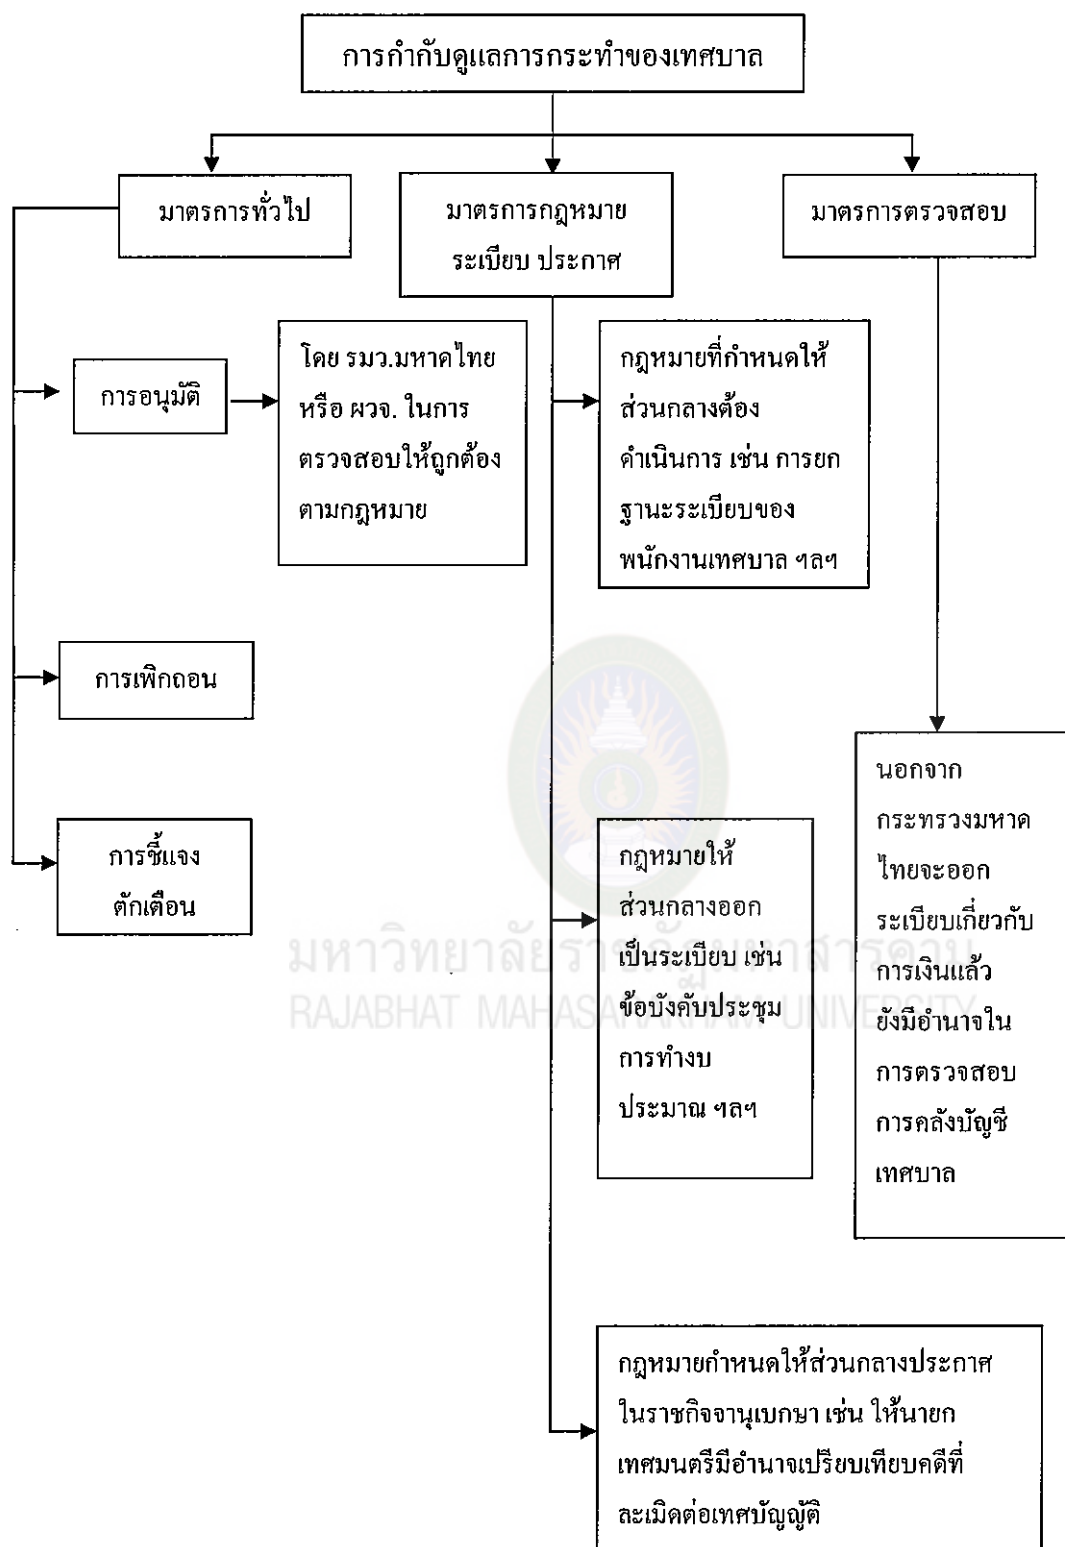 การกำกับดูแลการกระทำของเทศบาล
มาตรการทั่วไป
มาตรการกฎหมาย
ระเบียบ ประกาศ
มาตรการตรวจสอบ
การอนุมัติ
โดย รมว.มหาดไทย
หรือ ผวจ. ในการ
ตรวจสอบให้ถูกต้อง
ตามกฎหมาย
กฎหมายที่กำหนดให้
ส่วนกลางต้อง
ดำเนินการ เช่น การยก
ฐานะระเบียบของ
พนักงานเทศบาล ฯลฯ
การเพิกถอน
การชี้แจง
ตักเตือน
กฎหมายให้
ส่วนกลางออก
เป็นระเบียบ เช่น
ข้อบังคับประชุม
การทำงบ
ประมาณ ฯลฯ
นอกจาก
กระทรวงมหาด
ไทยจะออก
ระเบียบเกี่ยวกับ
การเงินแล้ว
ยังมีอำนาจใน
การตรวจสอบ
การคลังบัญชี
เทศบาล
มหาวิทยาลัยราชภัฏมหาสารคาม
RAJABHAT MAHASARAKHAM UNIVERSITY
กฎหมายกำหนดให้ส่วนกลางประกาศ
ในราชกิจจานุเบกษา เช่น ให้นายก
เทศมนตรีมีอำนาจเปรียบเทียบคดีที่
ละเมิดต่อเทศบัญญัติ